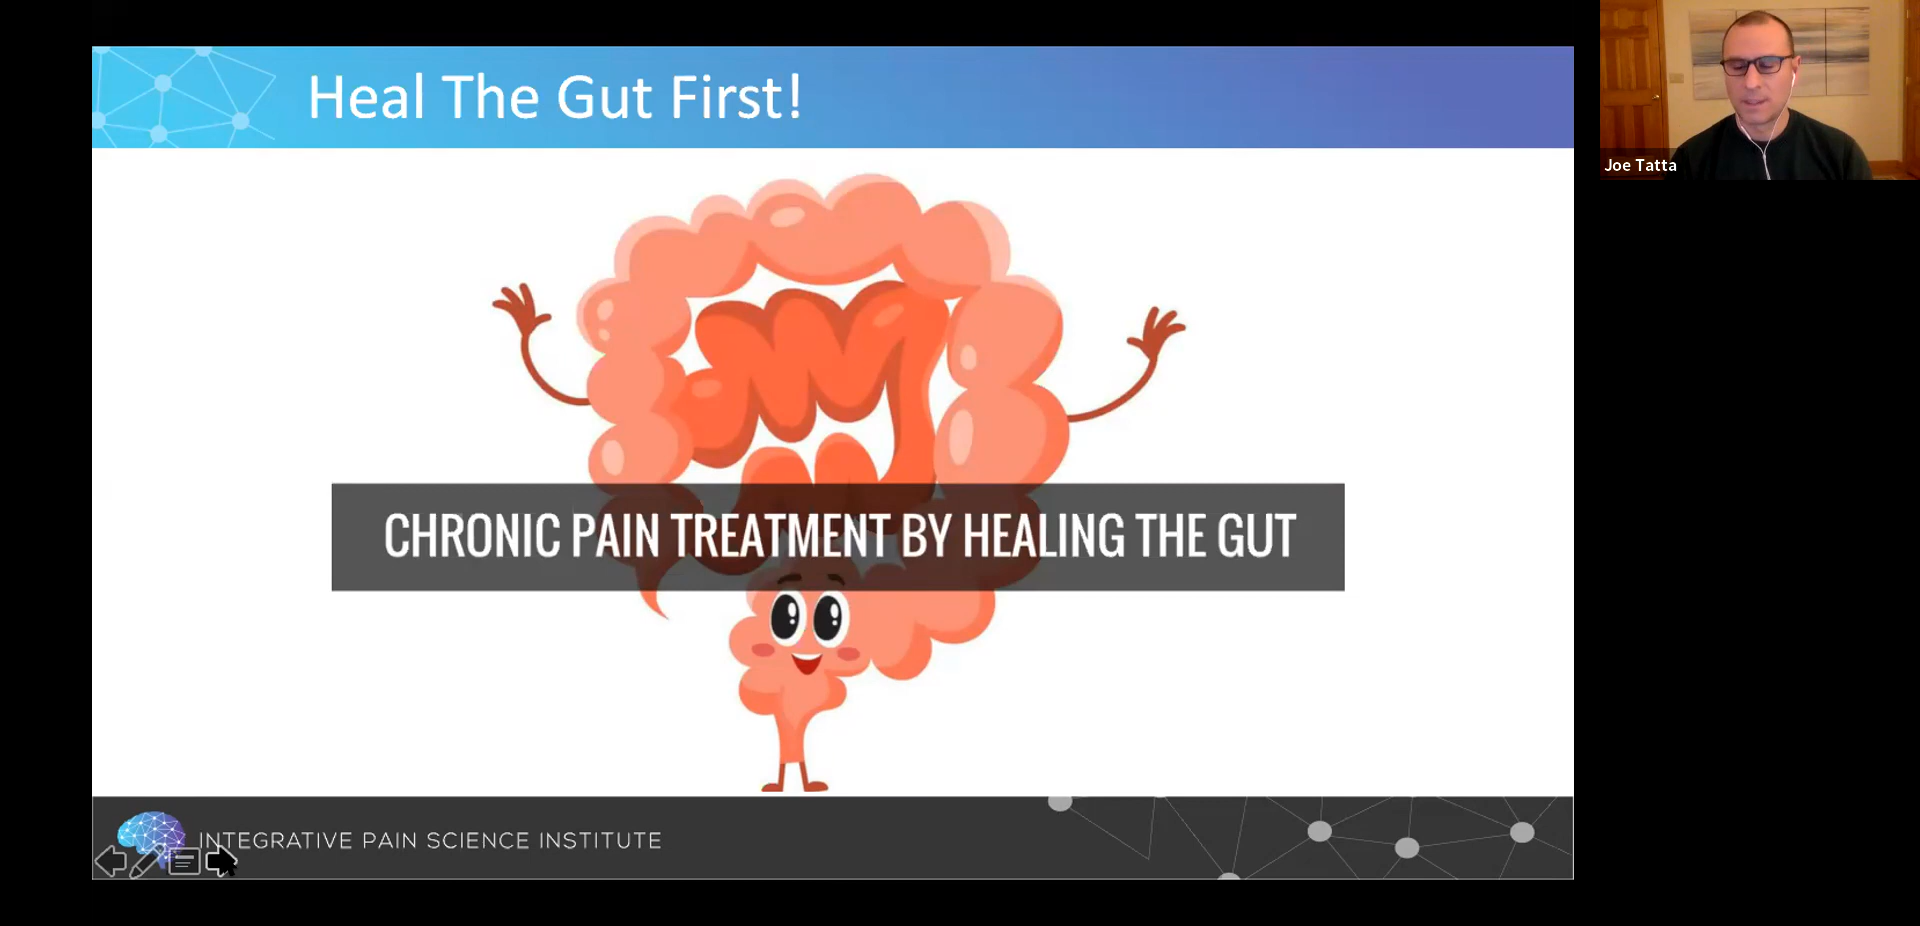 Heal The Gut First!
Joe Tatta
CHRONIC PAIN TREATMENT BY HEALING THE GUT
INTEGRATIVE PAIN SCIENCE INSTITUTE